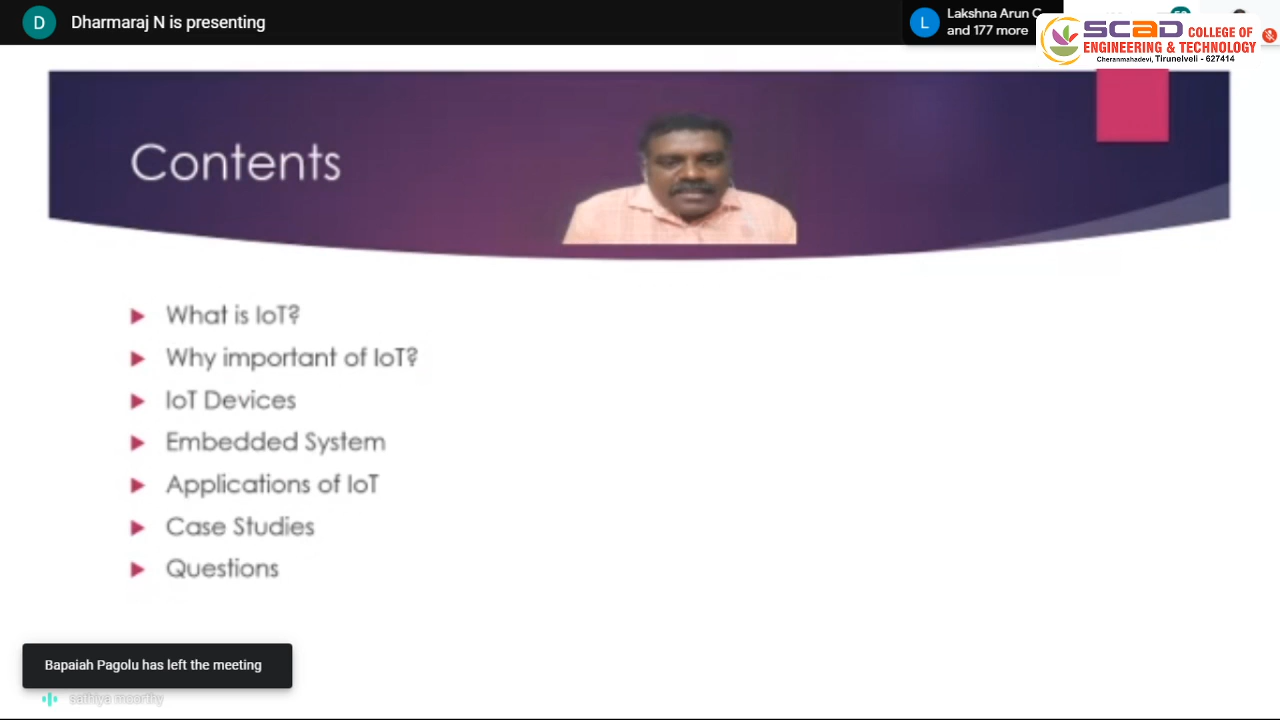 D
Dharmaraj N is presenting
L
Lakshna Arun C
and 177 more
SCAD COLLEGE OF
ENGINEERING & TECHNOLOGY
Cheranmahadevi, Tirunelveli - 627414
Contents
What is IoT?
Why important of IoT?
IoT Devices
Embedded System
Applications of IoT
Case Studies
Questions
Bapaiah Pagolu has left the meeting
sathiya moorthy